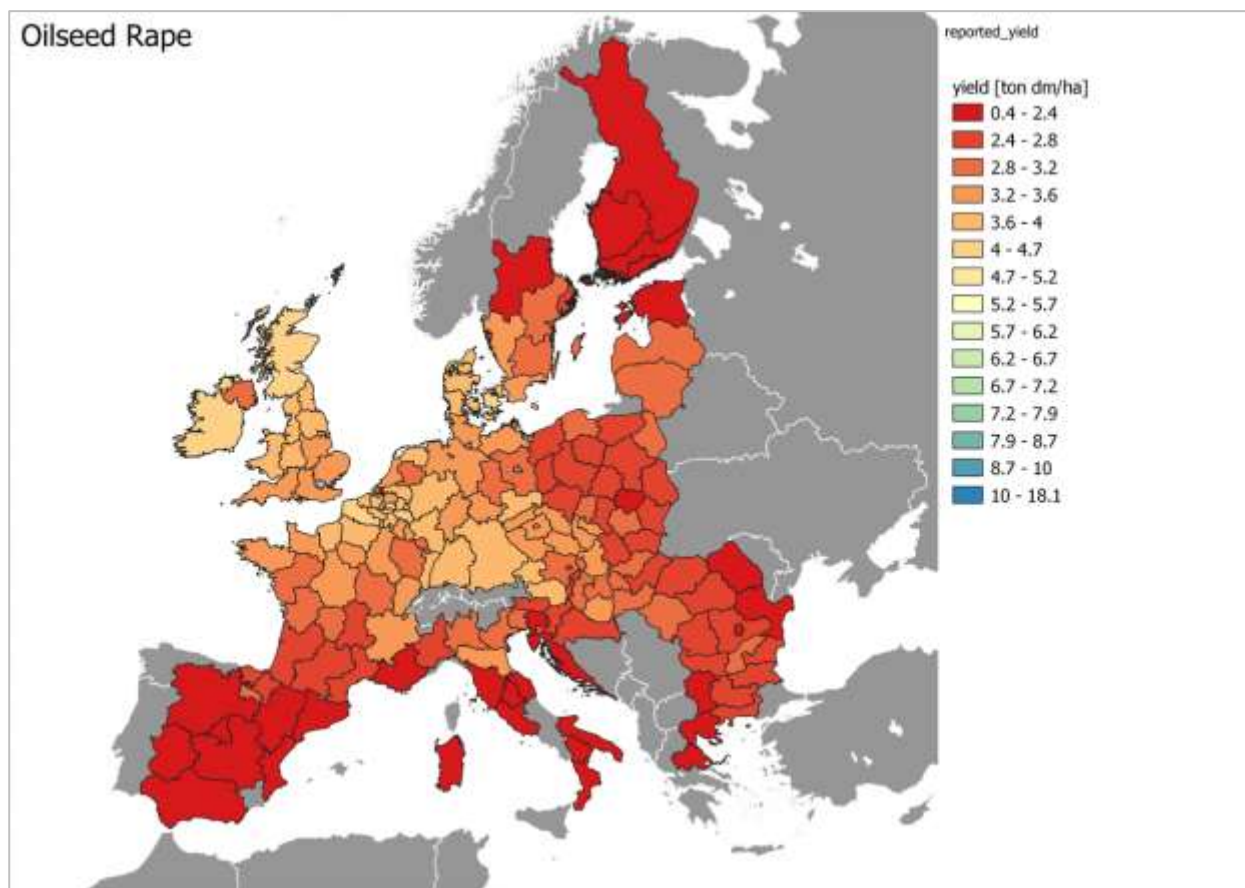 Oilseed Rape
reported_yield
yield [ton dm/ha]
0.4 - 2.4
2.4 - 2.8
2.8 - 3.2
3.2 - 3.6
3.6 - 4
4 - 4.7
4.7 - 5.2
5.2 - 5.7
5.7 - 6.2
6.2 - 6.7
6.7 - 7.2
7.2 - 7.9
7.9 - 8.7
8.7 - 10
10 - 18.1